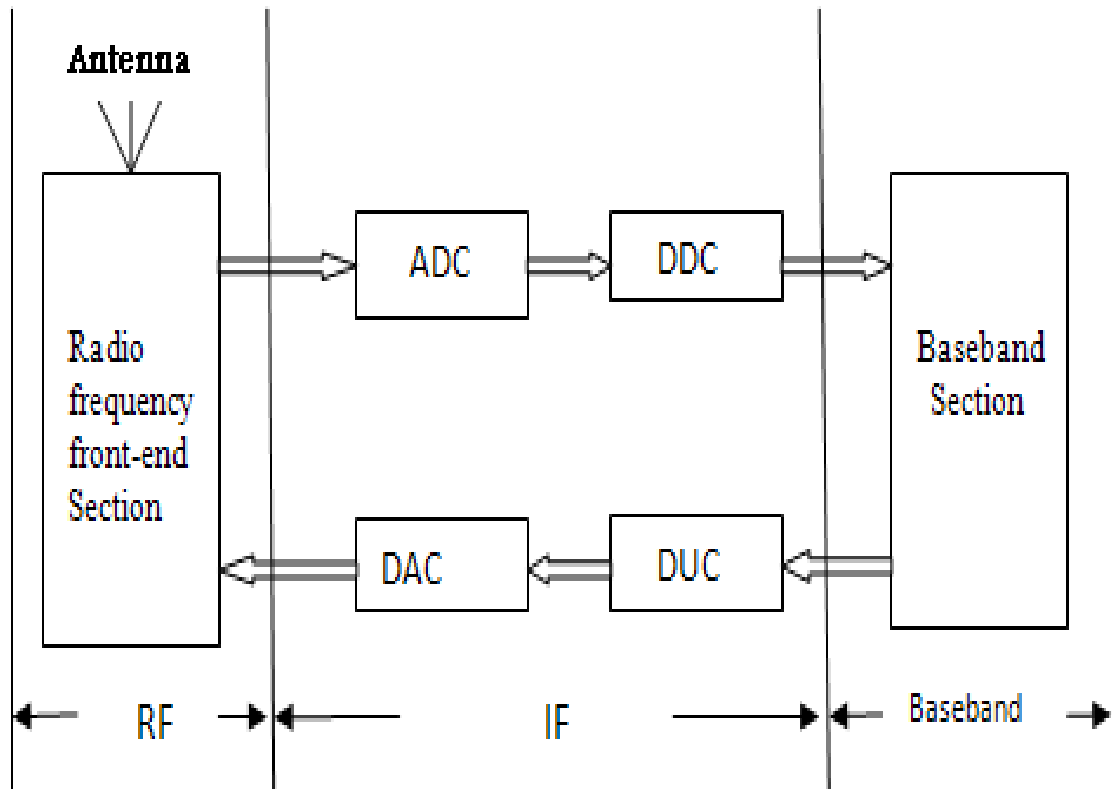 Antenna
ADC
DDC
Radio
frequency
front-end
Section
Baseband
Section
DAC
DUC
RF
IF
Baseband